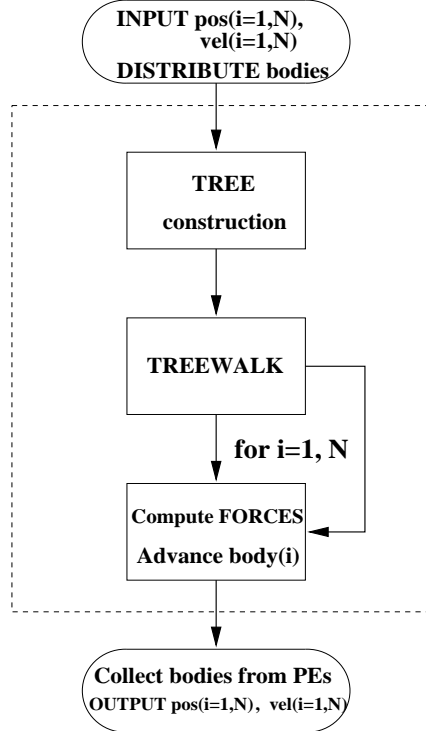 INPUT pos(i=1,N),
vel(i=1,N)
DISTRIBUTE bodies
TREE
construction
TREEWALK
for i=1, N
Compute FORCES
Advance body(i)
Collect bodies from PEs
OUTPUT pos(i=1,N), vel(i=1,N)